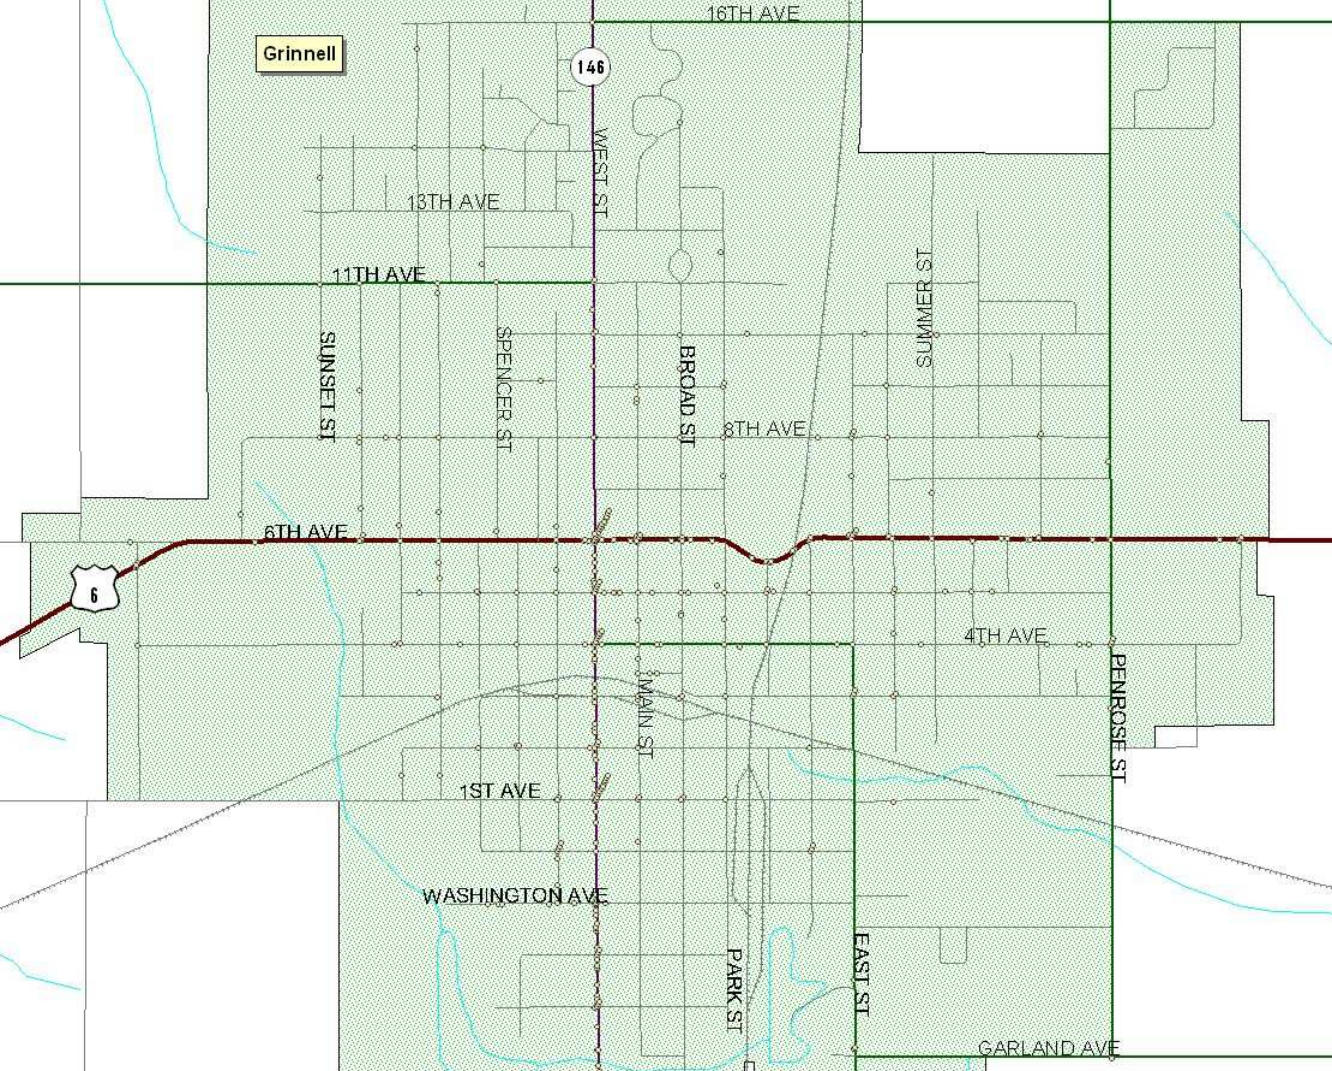 16TH AVE
Grinnell
146
WEST ST
13TH AVE
11TH AVE
SUMMER ST
SUNSET ST
SPENCER ST
BROAD ST
8TH AVE
6TH AVE
6
4TH AVE
PENROSE ST
MAIN ST
1ST AVE
WASHINGTON AVE
PARK ST
EAST ST
GARLAND AVE